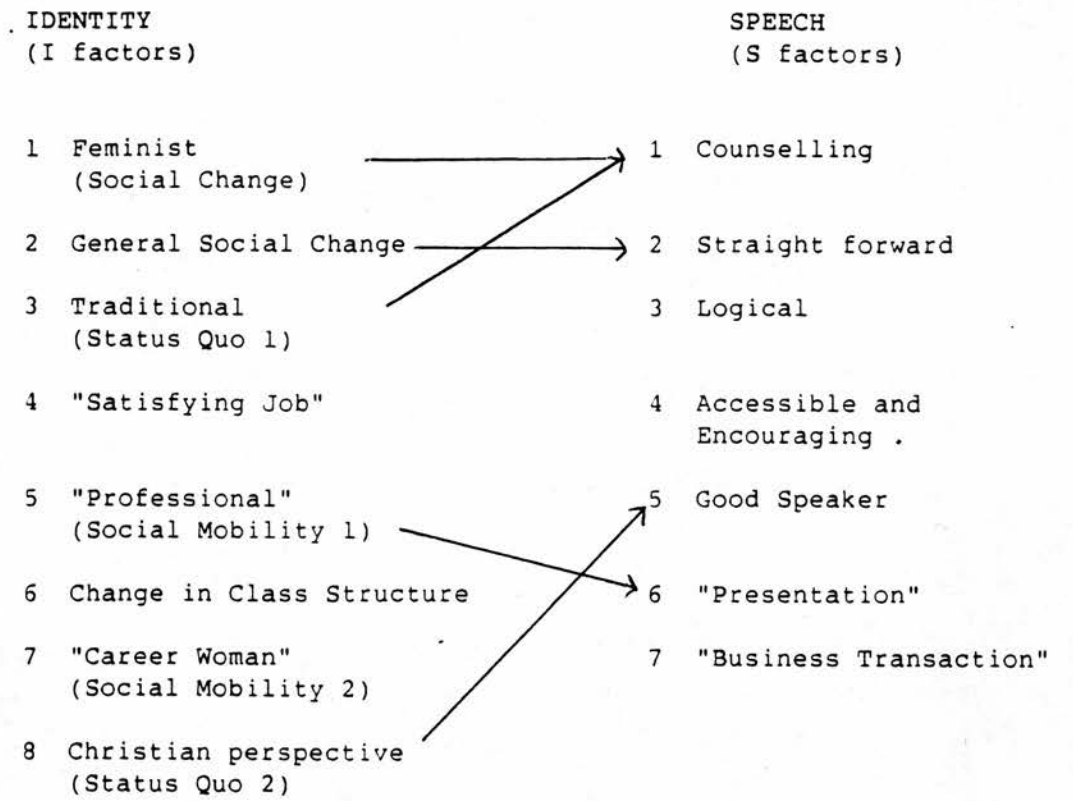 IDENTITY
(I factors)
SPEECH
(S factors)
1 Feminist
(Social Change)
2 General Social Change
3 Traditional
(Status Quo 1)
4 "Satisfying Job"
5 "Professional"
(Social Mobility 1)
6 Change in Class Structure
7 "Career Woman"
(Social Mobility 2)
8 Christian perspective
(Status Quo 2)
1 Counselling
2 Straight forward
3 Logical
4 Accessible and
Encouraging .
5 Good Speaker
6 "Presentation"
7 "Business Transaction"